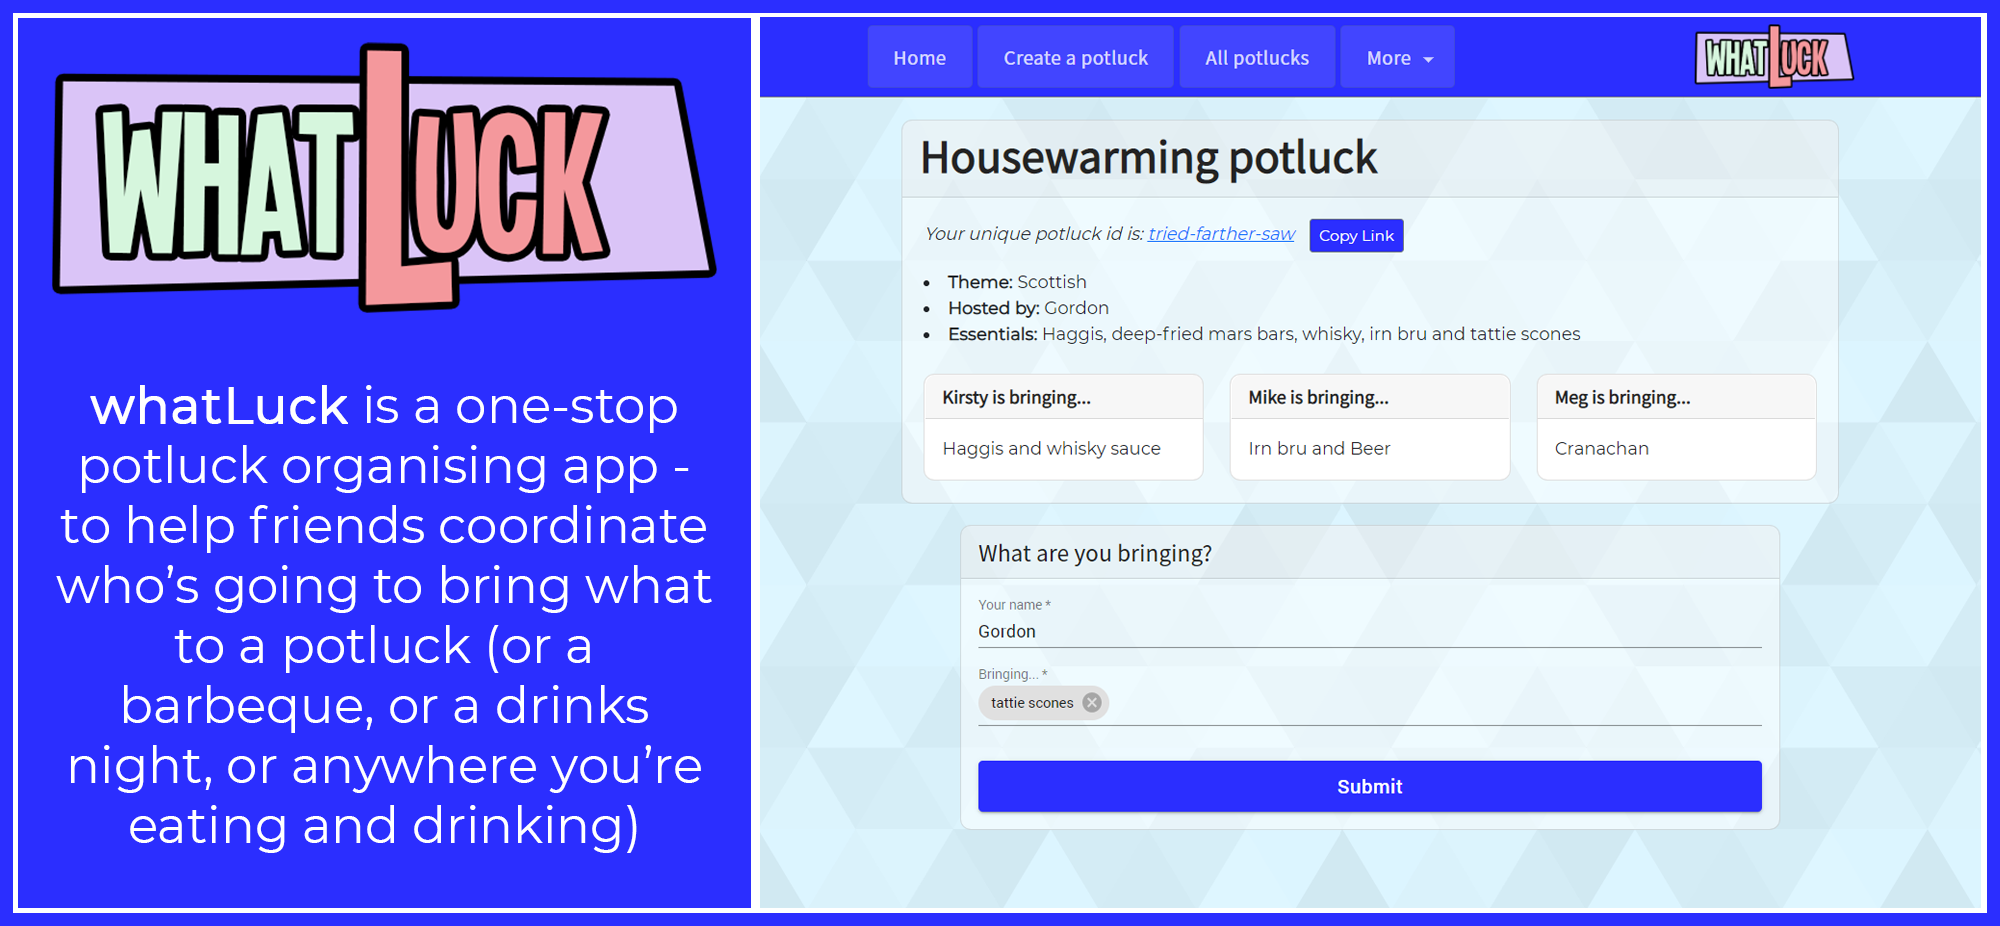 WHATLUCK
whatLuck is a one-stop
potluck organising app -
to help friends coordinate
who's going to bring what
to a potluck (or a
barbeque, or a drinks
night, or anywhere you're
eating and drinking)
Home
Create a potluck
All potlucks
More
WHATLUCK
Housewarming potluck
Your unique potluck id is: tried-farther-saw
Copy Link
Theme: Scottish
Hosted by: Gordon
Essentials: Haggis, deep-fried mars bars, whisky, irn bru and tattie scones
Kirsty is bringing...
Haggis and whisky sauce
Mike is bringing...
Irn bru and Beer
Meg is bringing...
Cranachan
What are you bringing?
Your name *
Gordon
Bringing... *
tattie scones
Submit